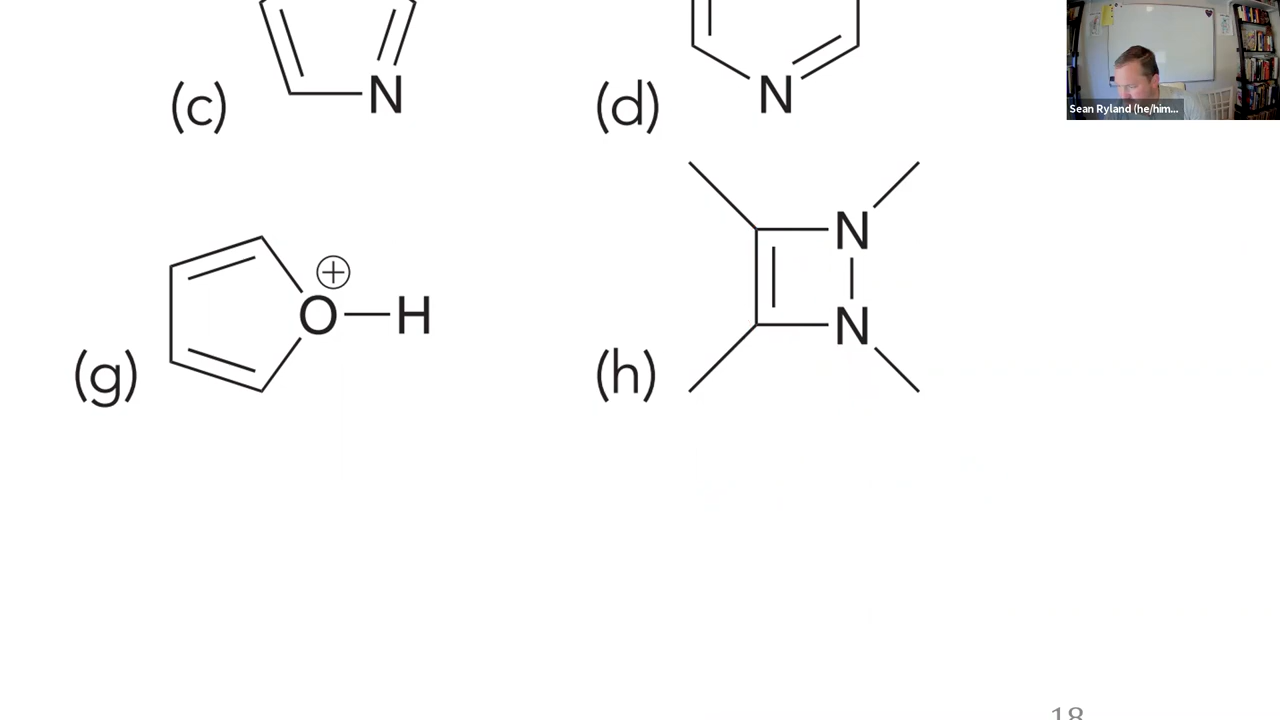 (c) N
(d) N
Sean Ryland (he/him...
(g) O ⊕ H
(h) N N
N
18